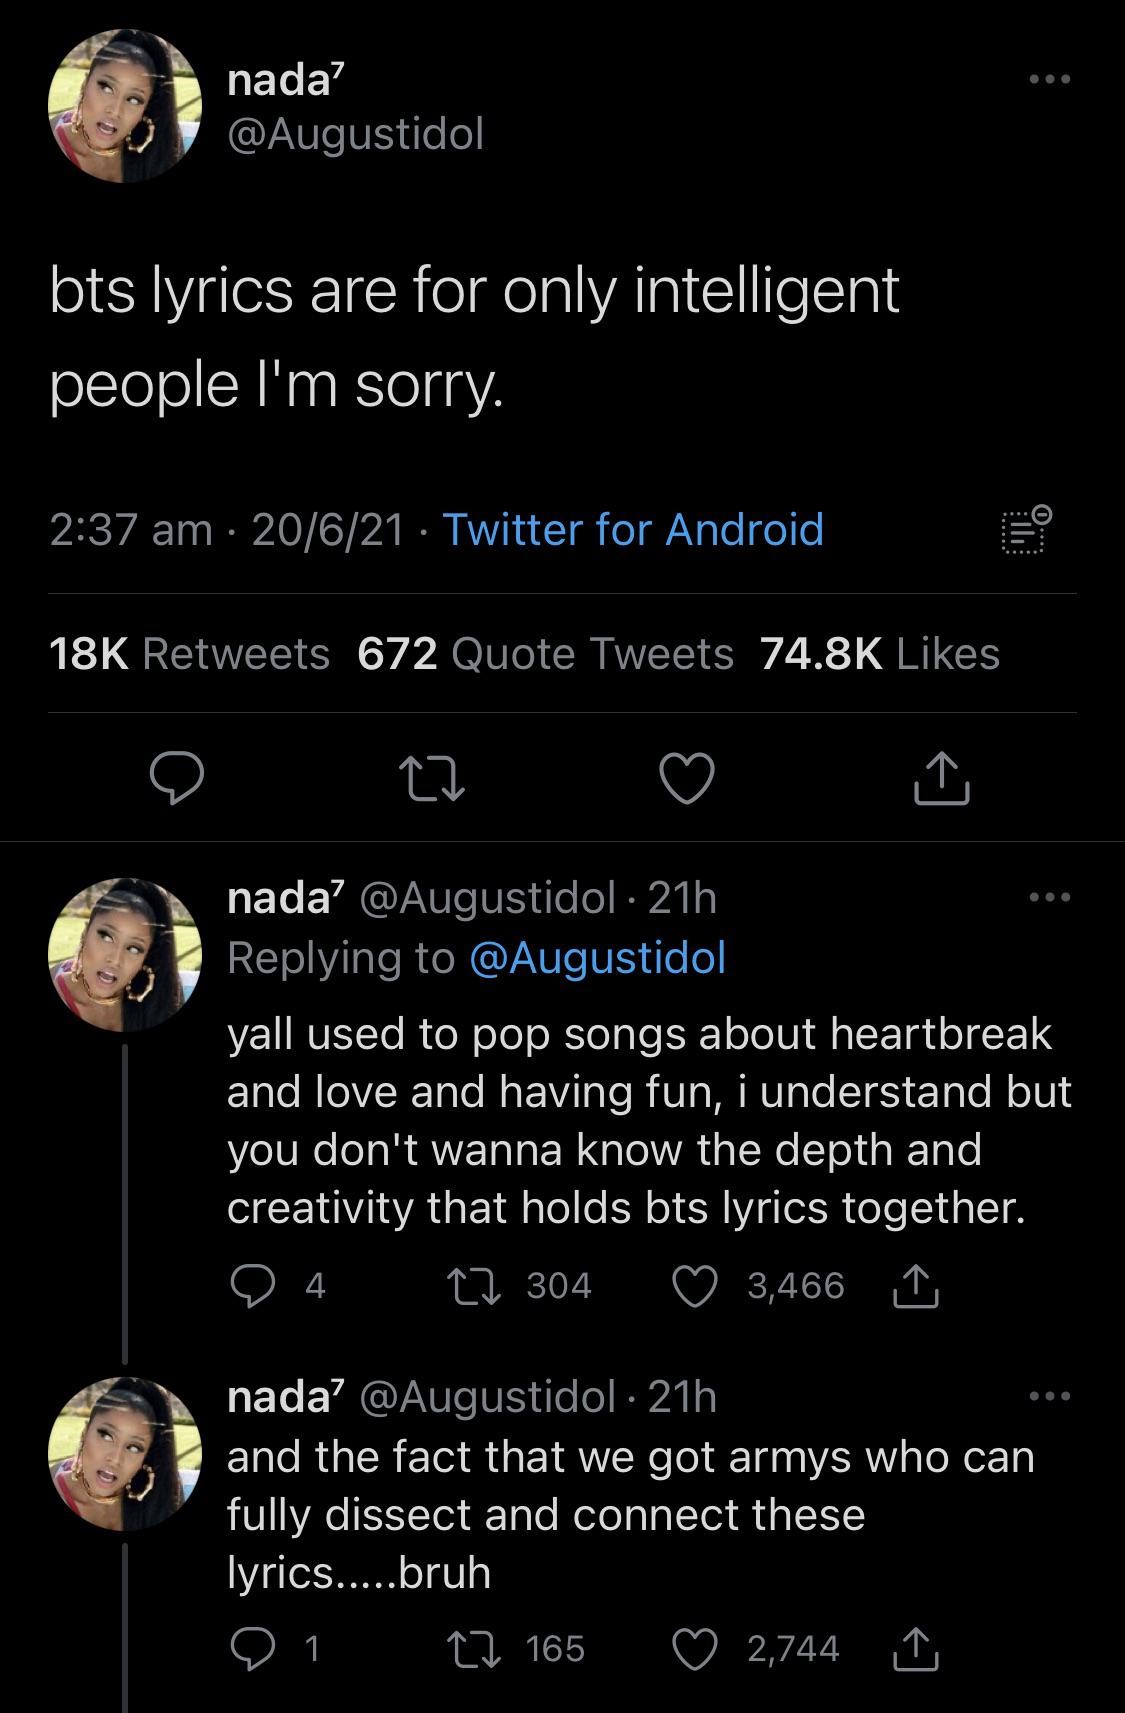 nada⁷
@Augustidol
bts lyrics are for only intelligent
people I'm sorry.
2:37 am · 20/6/21 · Twitter for Android
18K Retweets 672 Quote Tweets 74.8K Likes
nada⁷ @Augustidol · 21h
Replying to @Augustidol
yall used to pop songs about heartbreak
and love and having fun, i understand but
you don't wanna know the depth and
creativity that holds bts lyrics together.
4 304 3,466
nada⁷ @Augustidol · 21h
and the fact that we got armys who can
fully dissect and connect these
lyrics.....bruh
1 165 2,744